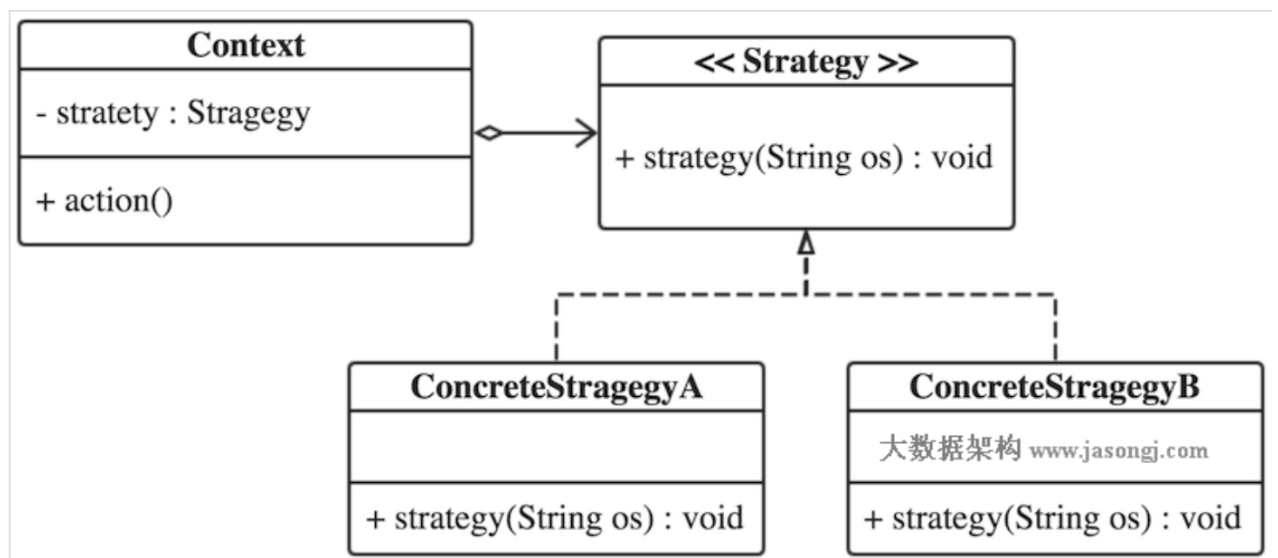 Context
- stratety : Stragegy
+ action()
<< Strategy >>
+ strategy(String os) : void
ConcreteStragegyA
+ strategy(String os) : void
ConcreteStragegyB
大数据架构 www.jasongj.com
+ strategy(String os) : void